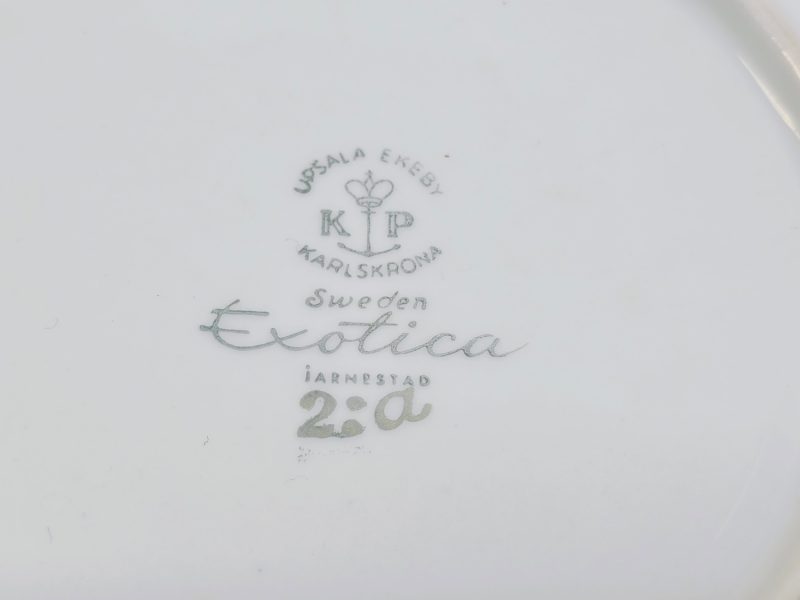 UPSALA EKEBY
K P
KARLSKRONA
Sweden
Exotica
JARNESTAD
2:a